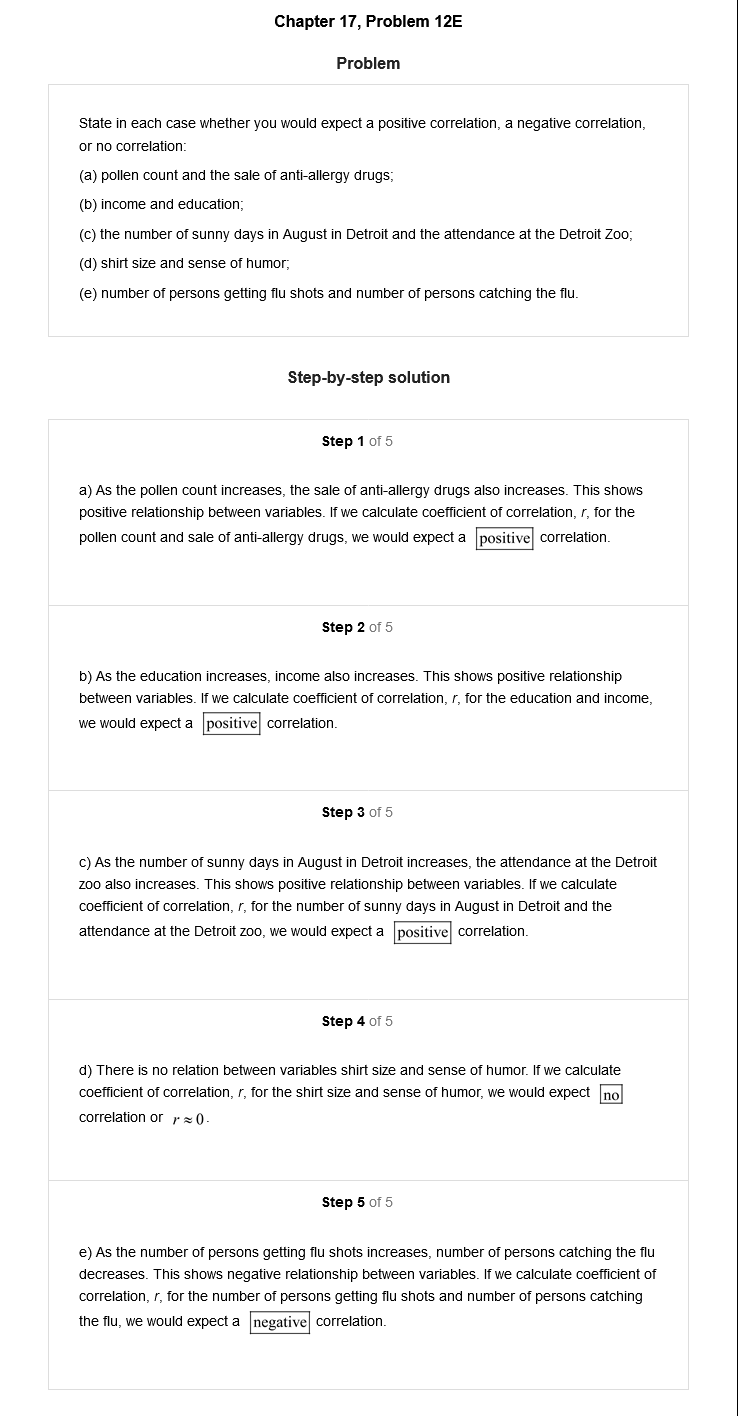 Chapter 17, Problem 12E
Problem
State in each case whether you would expect a positive correlation, a negative correlation,
or no correlation:
(a) pollen count and the sale of anti-allergy drugs;
(b) income and education;
(c) the number of sunny days in August in Detroit and the attendance at the Detroit Zoo;
(d) shirt size and sense of humor;
(e) number of persons getting flu shots and number of persons catching the flu.
Step-by-step solution
Step 1 of 5
a) As the pollen count increases, the sale of anti-allergy drugs also increases. This shows
positive relationship between variables. If we calculate coefficient of correlation, r, for the
pollen count and sale of anti-allergy drugs, we would expect a positive correlation.
Step 2 of 5
b) As the education increases, income also increases. This shows positive relationship
between variables. If we calculate coefficient of correlation, r, for the education and income,
we would expect a positive correlation.
Step 3 of 5
c) As the number of sunny days in August in Detroit increases, the attendance at the Detroit
zoo also increases. This shows positive relationship between variables. If we calculate
coefficient of correlation, r, for the number of sunny days in August in Detroit and the
attendance at the Detroit zoo, we would expect a positive correlation.
Step 4 of 5
d) There is no relation between variables shirt size and sense of humor. If we calculate
coefficient of correlation, r, for the shirt size and sense of humor, we would expect no
correlation or r ≈ 0.
Step 5 of 5
e) As the number of persons getting flu shots increases, number of persons catching the flu
decreases. This shows negative relationship between variables. If we calculate coefficient of
correlation, r, for the number of persons getting flu shots and number of persons catching
the flu, we would expect a negative correlation.